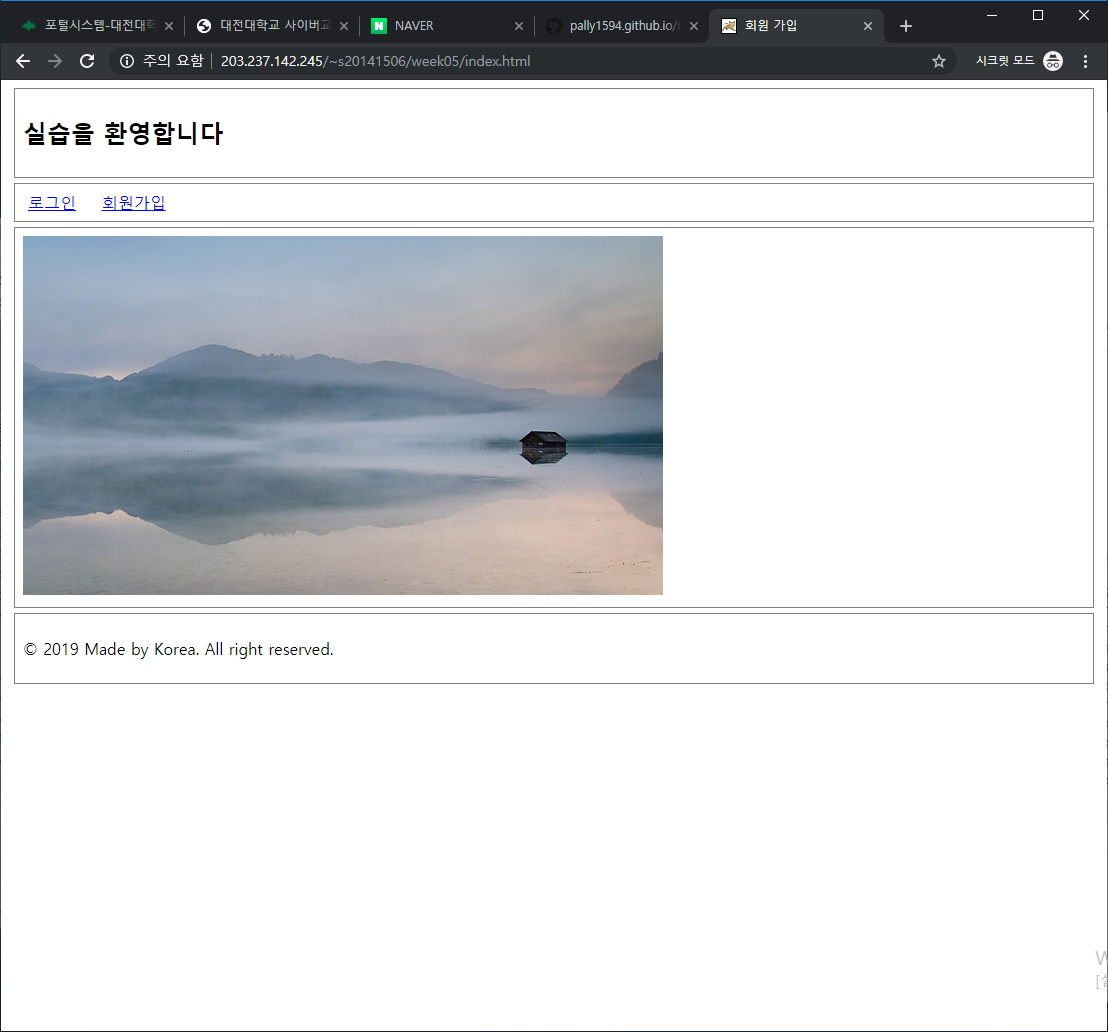 포털시스템-대전대학
대전대학교 사이버교
NAVER
pally1594.github.io/
회원 가입
주의 요함 203.237.142.245/~s20141506/week05/index.html
시크릿 모드
실습을 환영합니다
로그인 회원가입
© 2019 Made by Korea. All right reserved.